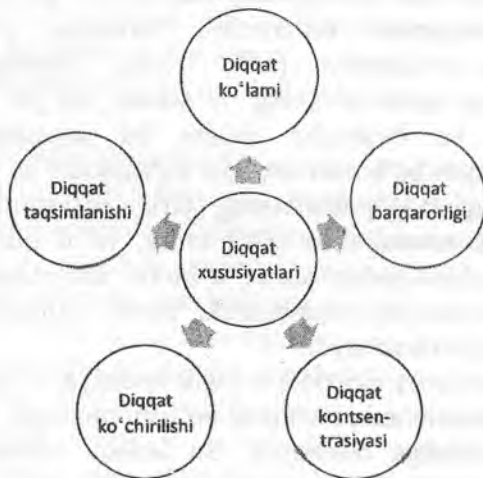 Diqqat
ko‘lami
Diqqat
taqsimlanishi
Diqqat
barqarorligi
Diqqat
xususiyatlari
Diqqat
ko‘chirilishi
Diqqat
kontsen-
trasiyasi